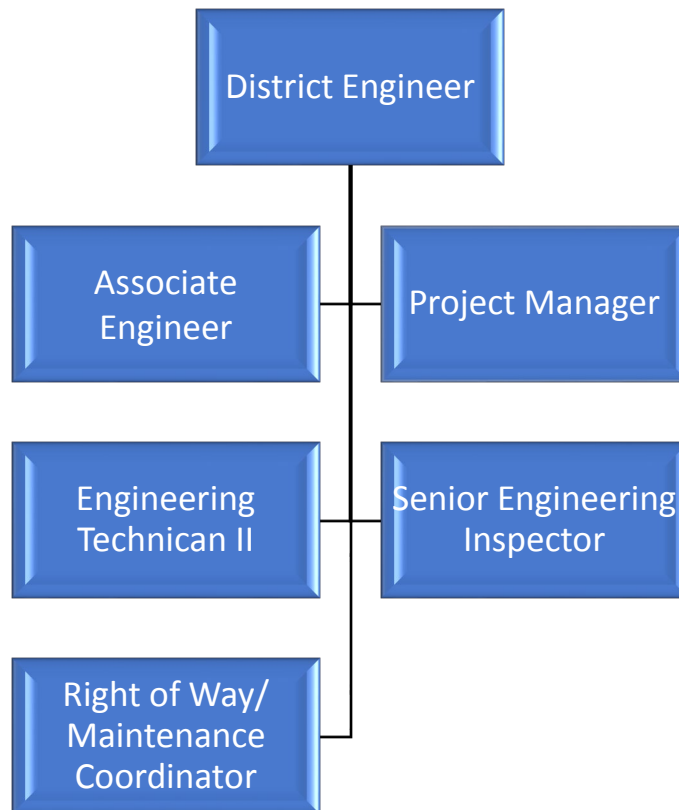 District Engineer
Associate
Engineer
Project Manager
Engineering
Technican II
Senior Engineering
Inspector
Right of Way/
Maintenance
Coordinator